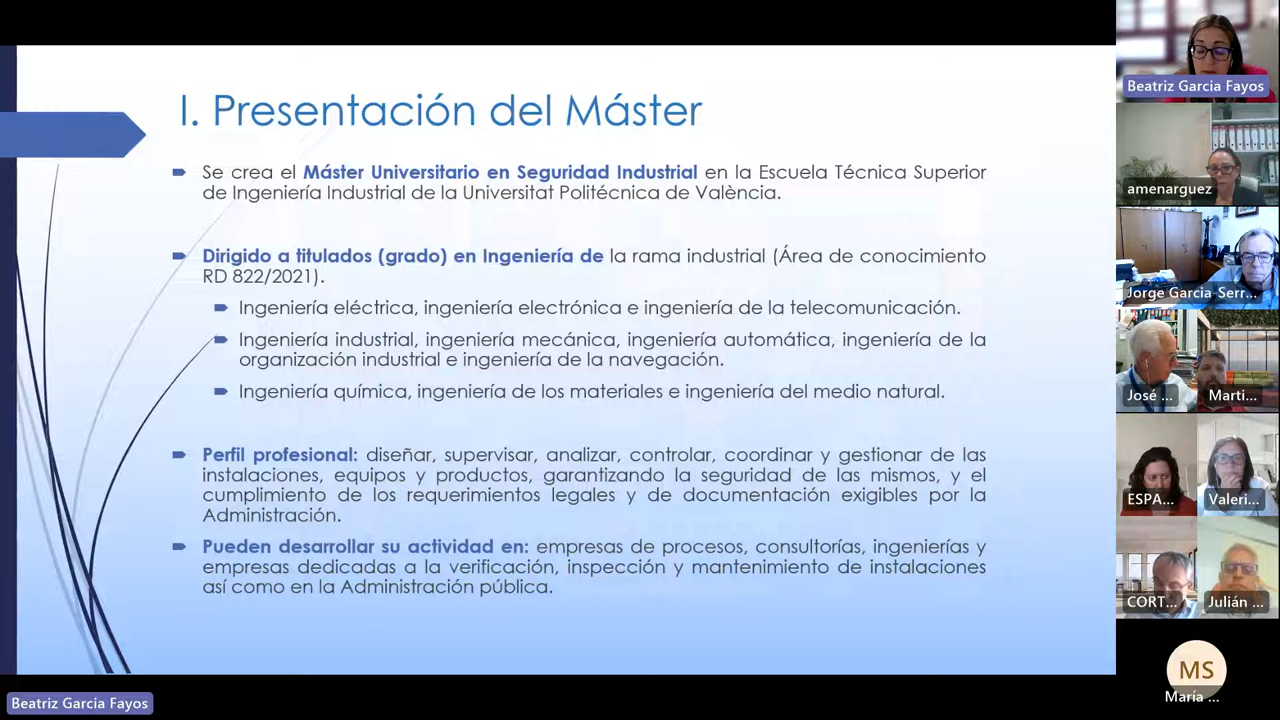 I. Presentación del Máster
Se crea el Máster Universitario en Seguridad Industrial en la Escuela Técnica Superior
de Ingeniería Industrial de la Universitat Politécnica de València.
Dirigido a titulados (grado) en Ingeniería de la rama industrial (Área de conocimiento
RD 822/2021).
Ingeniería eléctrica, ingeniería electrónica e ingeniería de la telecomunicación.
Ingeniería industrial, ingeniería mecánica, ingeniería automática, ingeniería de la
organización industrial e ingeniería de la navegación.
Ingeniería química, ingeniería de los materiales e ingeniería del medio natural.
Perfil profesional: diseñar, supervisar, analizar, controlar, coordinar y gestionar de las
instalaciones, equipos y productos, garantizando la seguridad de las mismos, y el
cumplimiento de los requerimientos legales y de documentación exigibles por la
Administración.
Pueden desarrollar su actividad en: empresas de procesos, consultorías, ingenierías y
empresas dedicadas a la verificación, inspección y mantenimiento de instalaciones
así como en la Administración pública.
Beatriz Garcia Fayos
Beatriz Garcia Fayos
amenarguez
Jorge Garcia-Serr...
José ...
Marti...
ESPA...
Valeri...
CORT...
Julián ...
MS
María ...